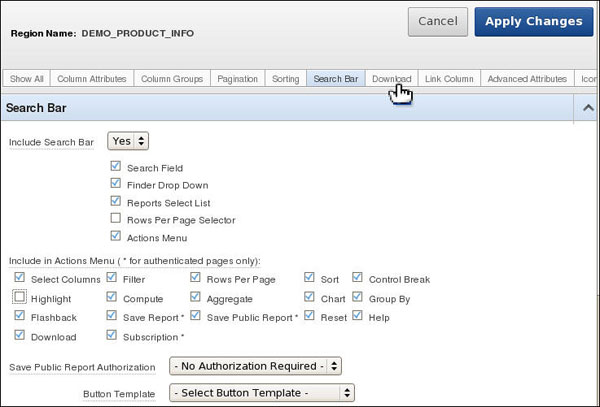 Cancel Apply Changes
Region Name: DEMO_PRODUCT_INFO
Show All Column Attributes Column Groups Pagination Sorting Search Bar Download Link Column Advanced Attributes
Search Bar
Include Search Bar Yes
Search Field
Finder Drop Down
Reports Select List
Rows Per Page Selector
Actions Menu
Include in Actions Menu ( * for authenticated pages only):
Select Columns Filter Rows Per Page Sort Control Break
Highlight Compute Aggregate Chart Group By
Flashback Save Report * Save Public Report * Reset Help
Download Subscription *
Save Public Report Authorization - No Authorization Required -
Button Template - Select Button Template -